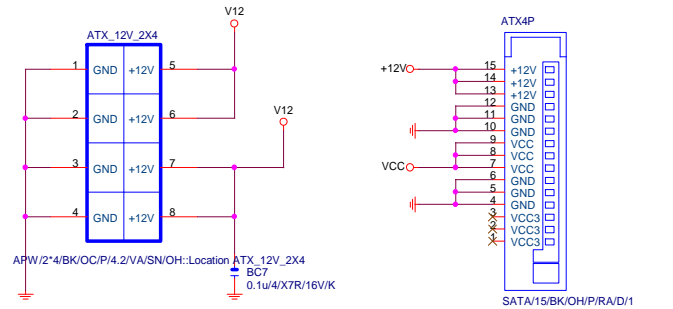 V12
ATX_12V_2X4
1 GND +12V 5
2 GND +12V 6
V12
3 GND +12V 7
4 GND +12V 8
APW/2*4/BK/OC/P/4.2/VA/SN/OH::Location ATX_12V_2X4
BC7
0.1u/4/X7R/16V/K
ATX4P
+12V 15 +12V
14 +12V
13 +12V
12 GND
11 GND
10 GND
9 VCC
8 VCC
VCC 7 VCC
6 GND
5 GND
4 GND
3 VCC3
2 VCC3
1 VCC3
SATA/15/BK/OH/P/RA/D/1